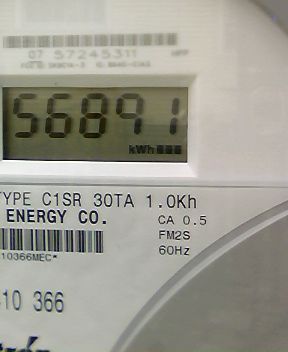 07 57245311
56891
kWh
TYPE C1SR 30TA 1.0Kh
ENERGY CO.
CA 0.5
FM2S
60Hz
10366MEC*
10 366